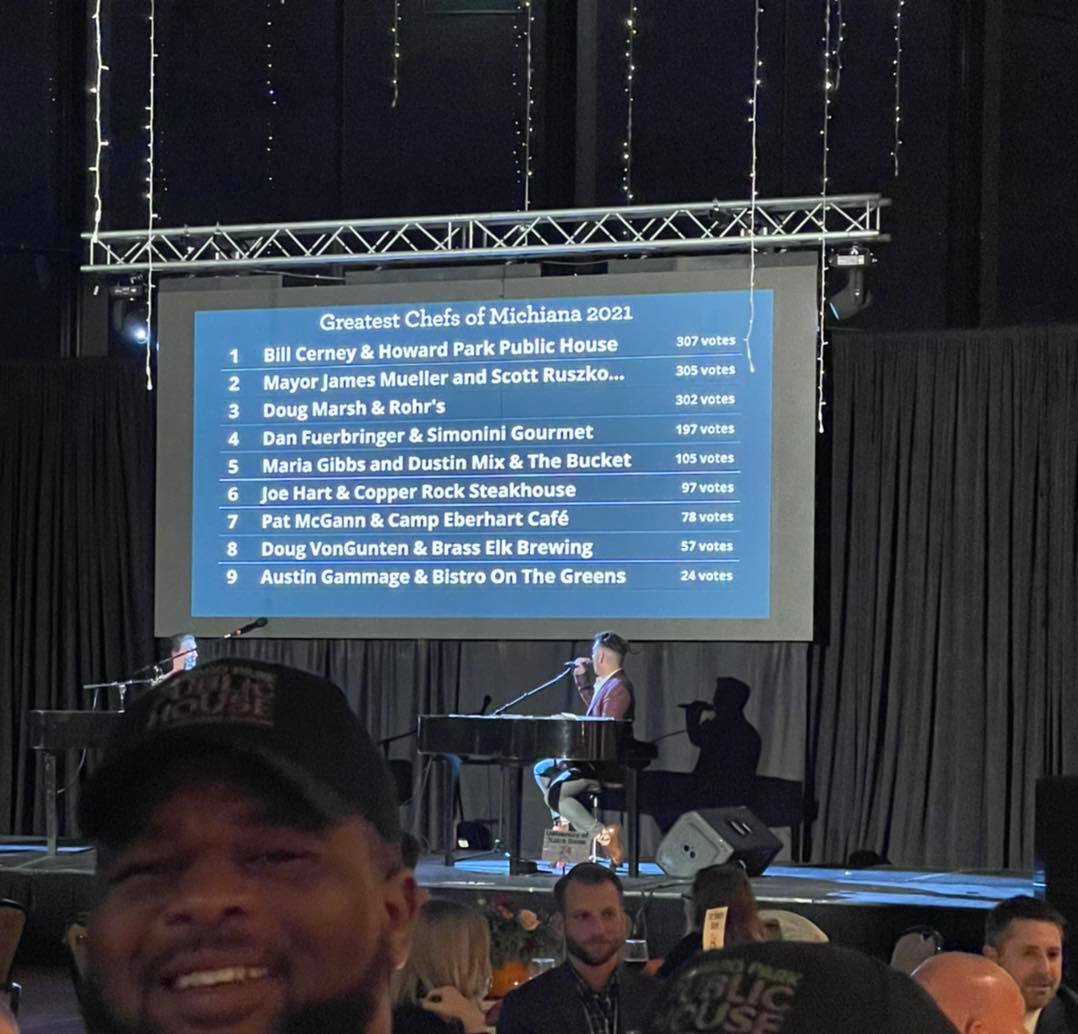 Greatest Chefs of Michiana 2021
1 Bill Cerney & Howard Park Public House 307 votes
2 Mayor James Mueller and Scott Ruszko... 305 votes
3 Doug Marsh & Rohr's 302 votes
4 Dan Fuerbringer & Simonini Gourmet 197 votes
5 Maria Gibbs and Dustin Mix & The Bucket 105 votes
6 Joe Hart & Copper Rock Steakhouse 97 votes
7 Pat McGann & Camp Eberhart Café 78 votes
8 Doug VonGunten & Brass Elk Brewing 57 votes
9 Austin Gammage & Bistro On The Greens 24 votes
PUBLIC
HOUSE
PARK
PUBLIC
HOUSE